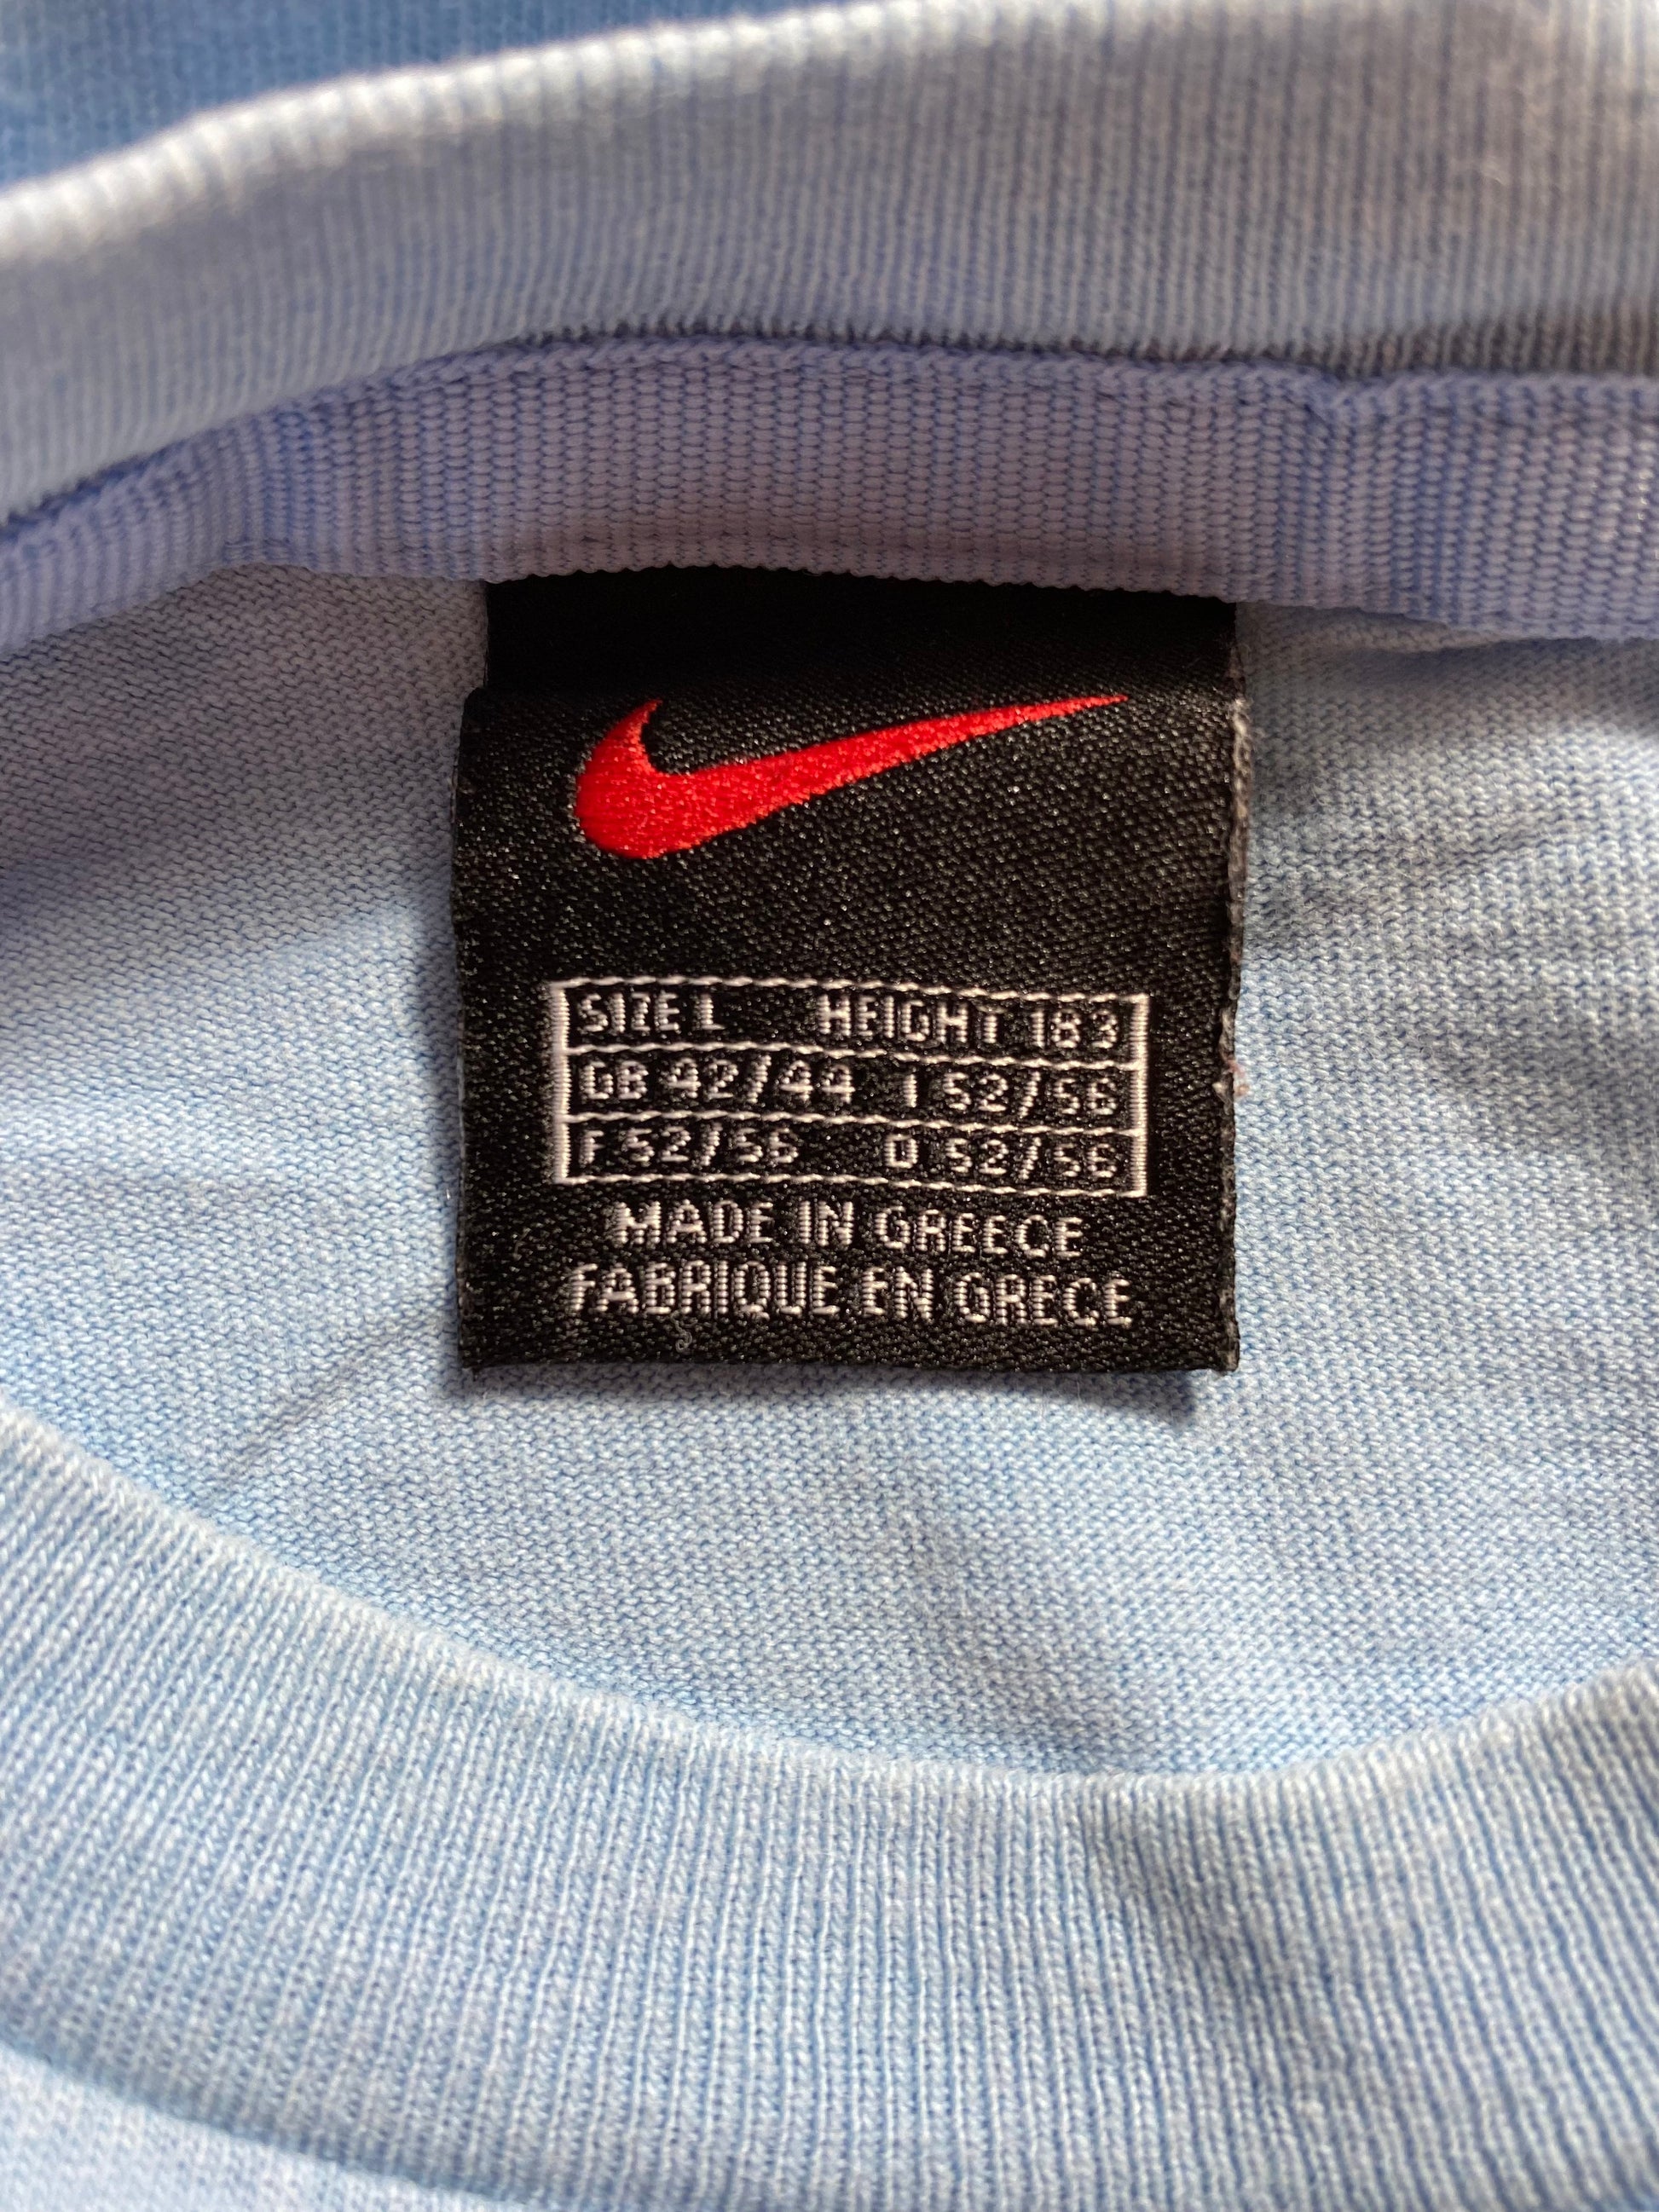 SIZE L HEIGHT 183
GB 42/44 I 52/56
F 52/56 D 52/56
MADE IN GREECE
FABRIQUE EN GRECE